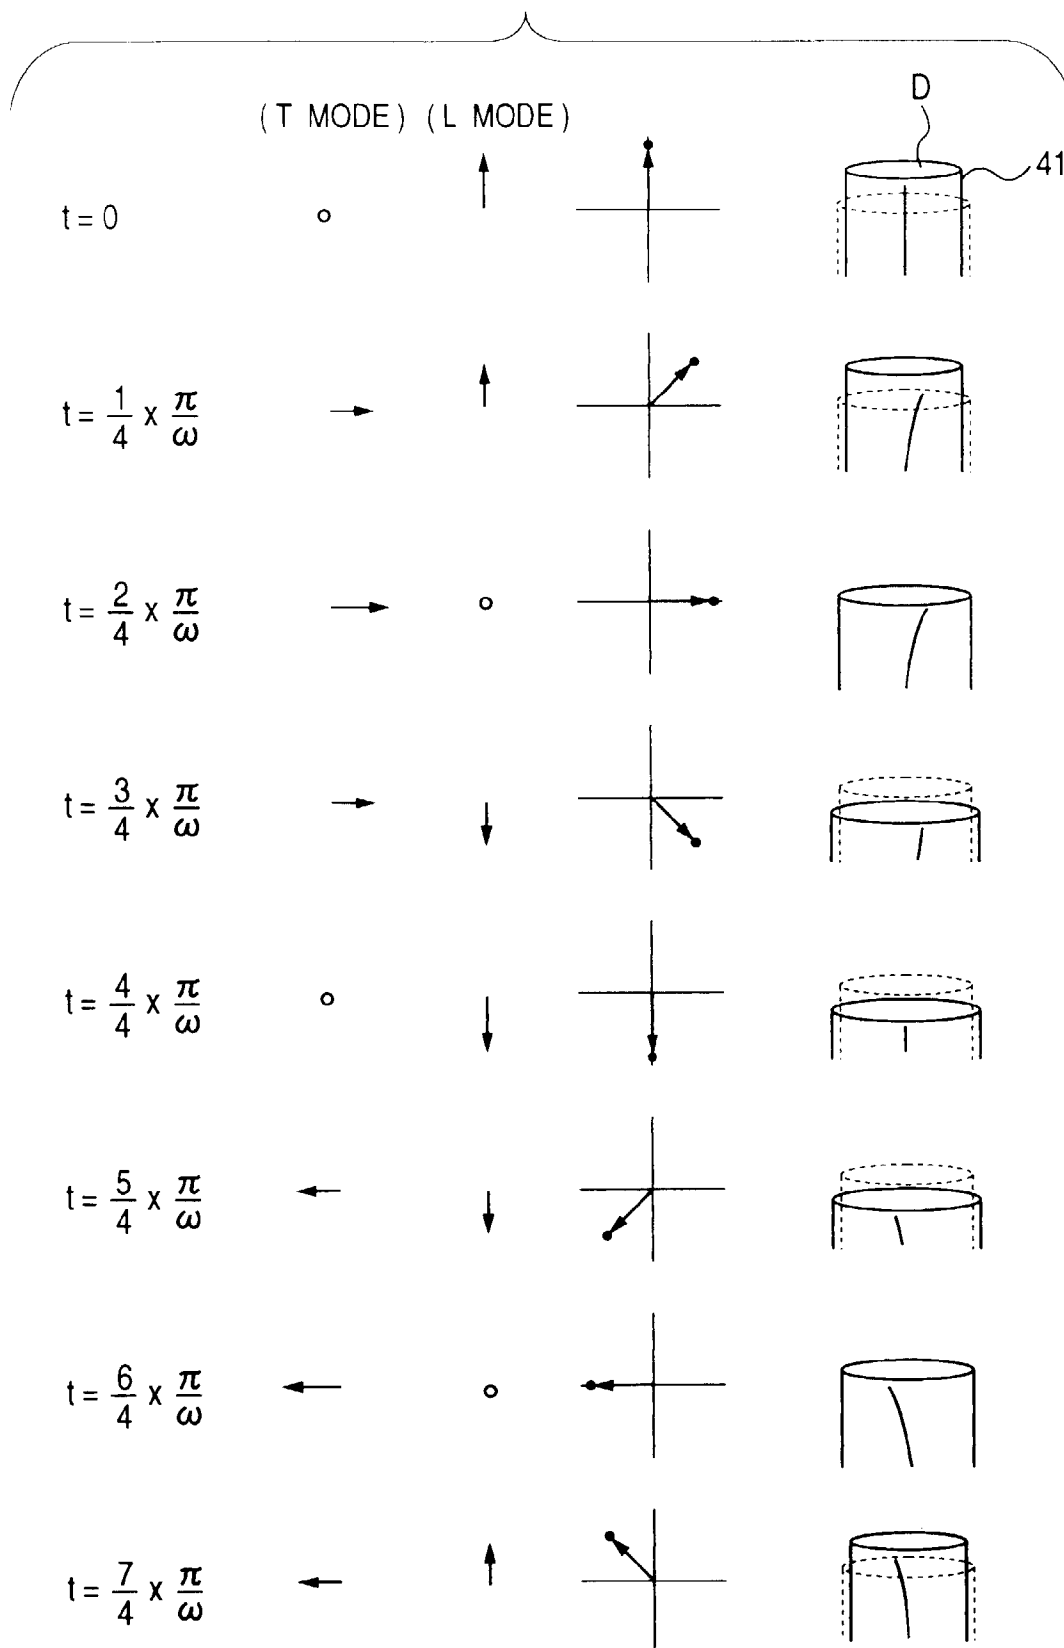 D
(T MODE) (L MODE)
41
t = 0
t = 1/4 x π/ω
t = 2/4 x π/ω
t = 3/4 x π/ω
t = 4/4 x π/ω
t = 5/4 x π/ω
t = 6/4 x π/ω
t = 7/4 x π/ω